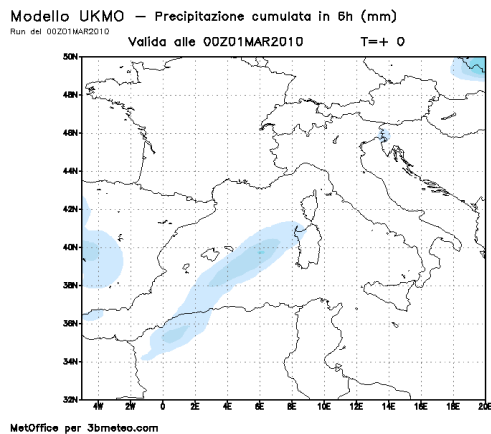 Modello UKMO — Precipitazione cumulata in 6h (mm)
Run del 00Z01MAR2010
Valida alle 00Z01MAR2010 T=+ 0
50N
48N
46N
44N
42N
40N
38N
36N
34N
32N
4W 2W 0 2E 4E 6E 8E 10E 12E 14E 16E 18E 20E
MetOffice per 3bmeteo.com